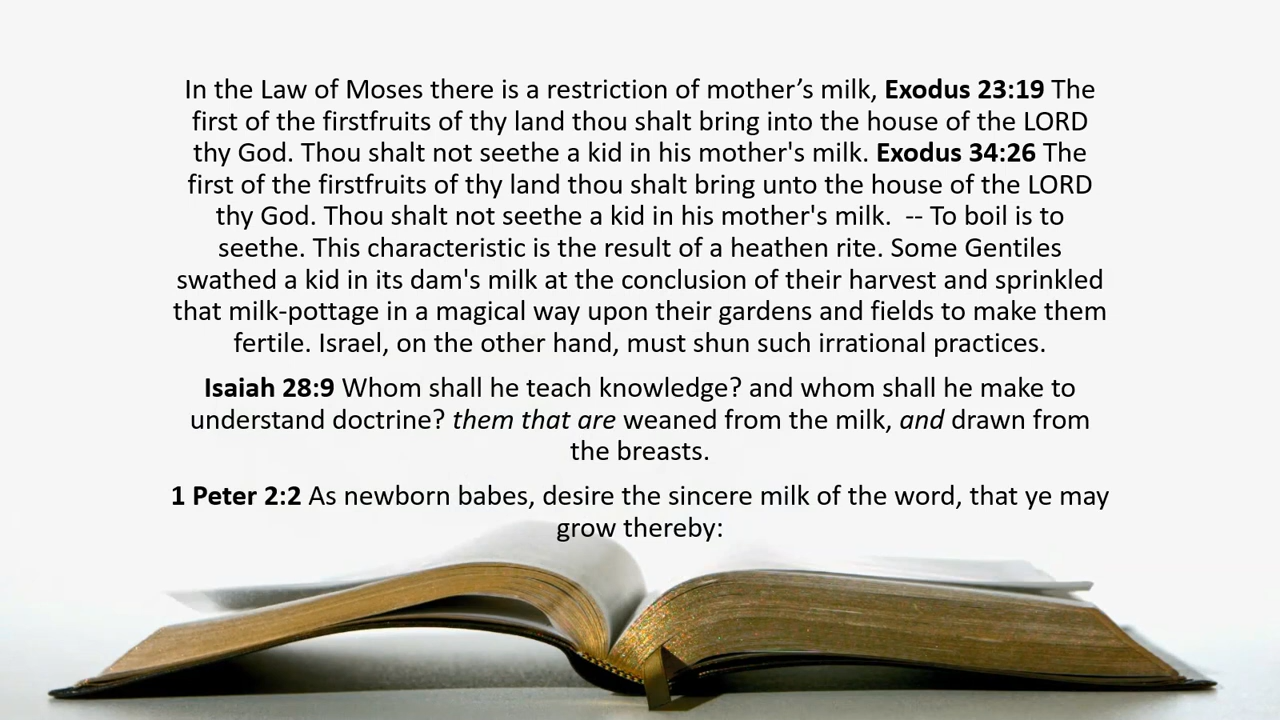 In the Law of Moses there is a restriction of mother’s milk, Exodus 23:19 The
first of the firstfruits of thy land thou shalt bring into the house of the LORD
thy God. Thou shalt not seethe a kid in his mother's milk. Exodus 34:26 The
first of the firstfruits of thy land thou shalt bring unto the house of the LORD
thy God. Thou shalt not seethe a kid in his mother's milk.  -- To boil is to
seethe. This characteristic is the result of a heathen rite. Some Gentiles
swathed a kid in its dam's milk at the conclusion of their harvest and sprinkled
that milk-pottage in a magical way upon their gardens and fields to make them
fertile. Israel, on the other hand, must shun such irrational practices.
Isaiah 28:9 Whom shall he teach knowledge? and whom shall he make to
understand doctrine? them that are weaned from the milk, and drawn from
the breasts.
1 Peter 2:2 As newborn babes, desire the sincere milk of the word, that ye may
grow thereby: